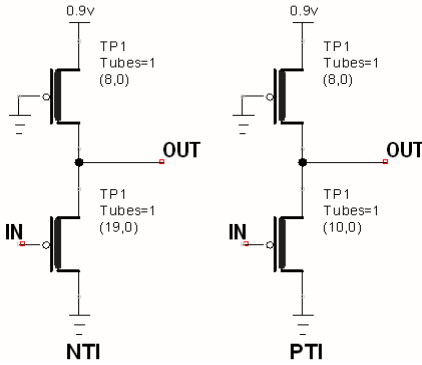 0.9v
TP1
Tubes=1
(8,0)
OUT
TP1
Tubes=1
(19,0)
IN
NTI
0.9v
TP1
Tubes=1
(8,0)
OUT
TP1
Tubes=1
(10,0)
IN
PTI